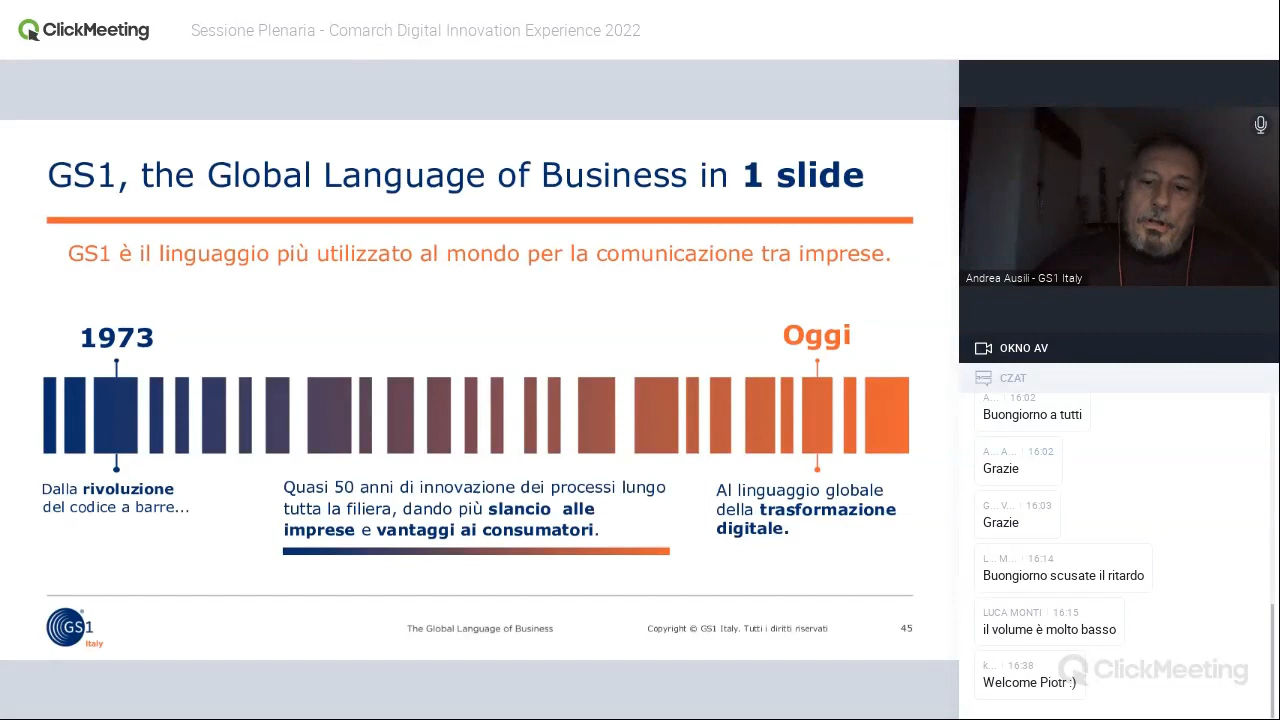 ClickMeeting
Sessione Plenaria - Comarch Digital Innovation Experience 2022
GS1, the Global Language of Business in 1 slide
GS1 è il linguaggio più utilizzato al mondo per la comunicazione tra imprese.
1973
Oggi
Dalla rivoluzione
del codice a barre...
Quasi 50 anni di innovazione dei processi lungo
tutta la filiera, dando più slancio alle
imprese e vantaggi ai consumatori.
Al linguaggio globale
della trasformazione
digitale.
GS1
Italy
The Global Language of Business
Copyright © GS1 Italy. Tutti i diritti riservati
45
Andrea Ausili - GS1 Italy
OKNO AV
CZAT
A... 16:02
Buongiorno a tutti
A... A... 16:02
Grazie
G... V... 16:03
Grazie
L... M... 16:14
Buongiorno scusate il ritardo
LUCA MONTI 16:15
il volume è molto basso
k... 16:38
Welcome Piotr :)
ClickMeeting